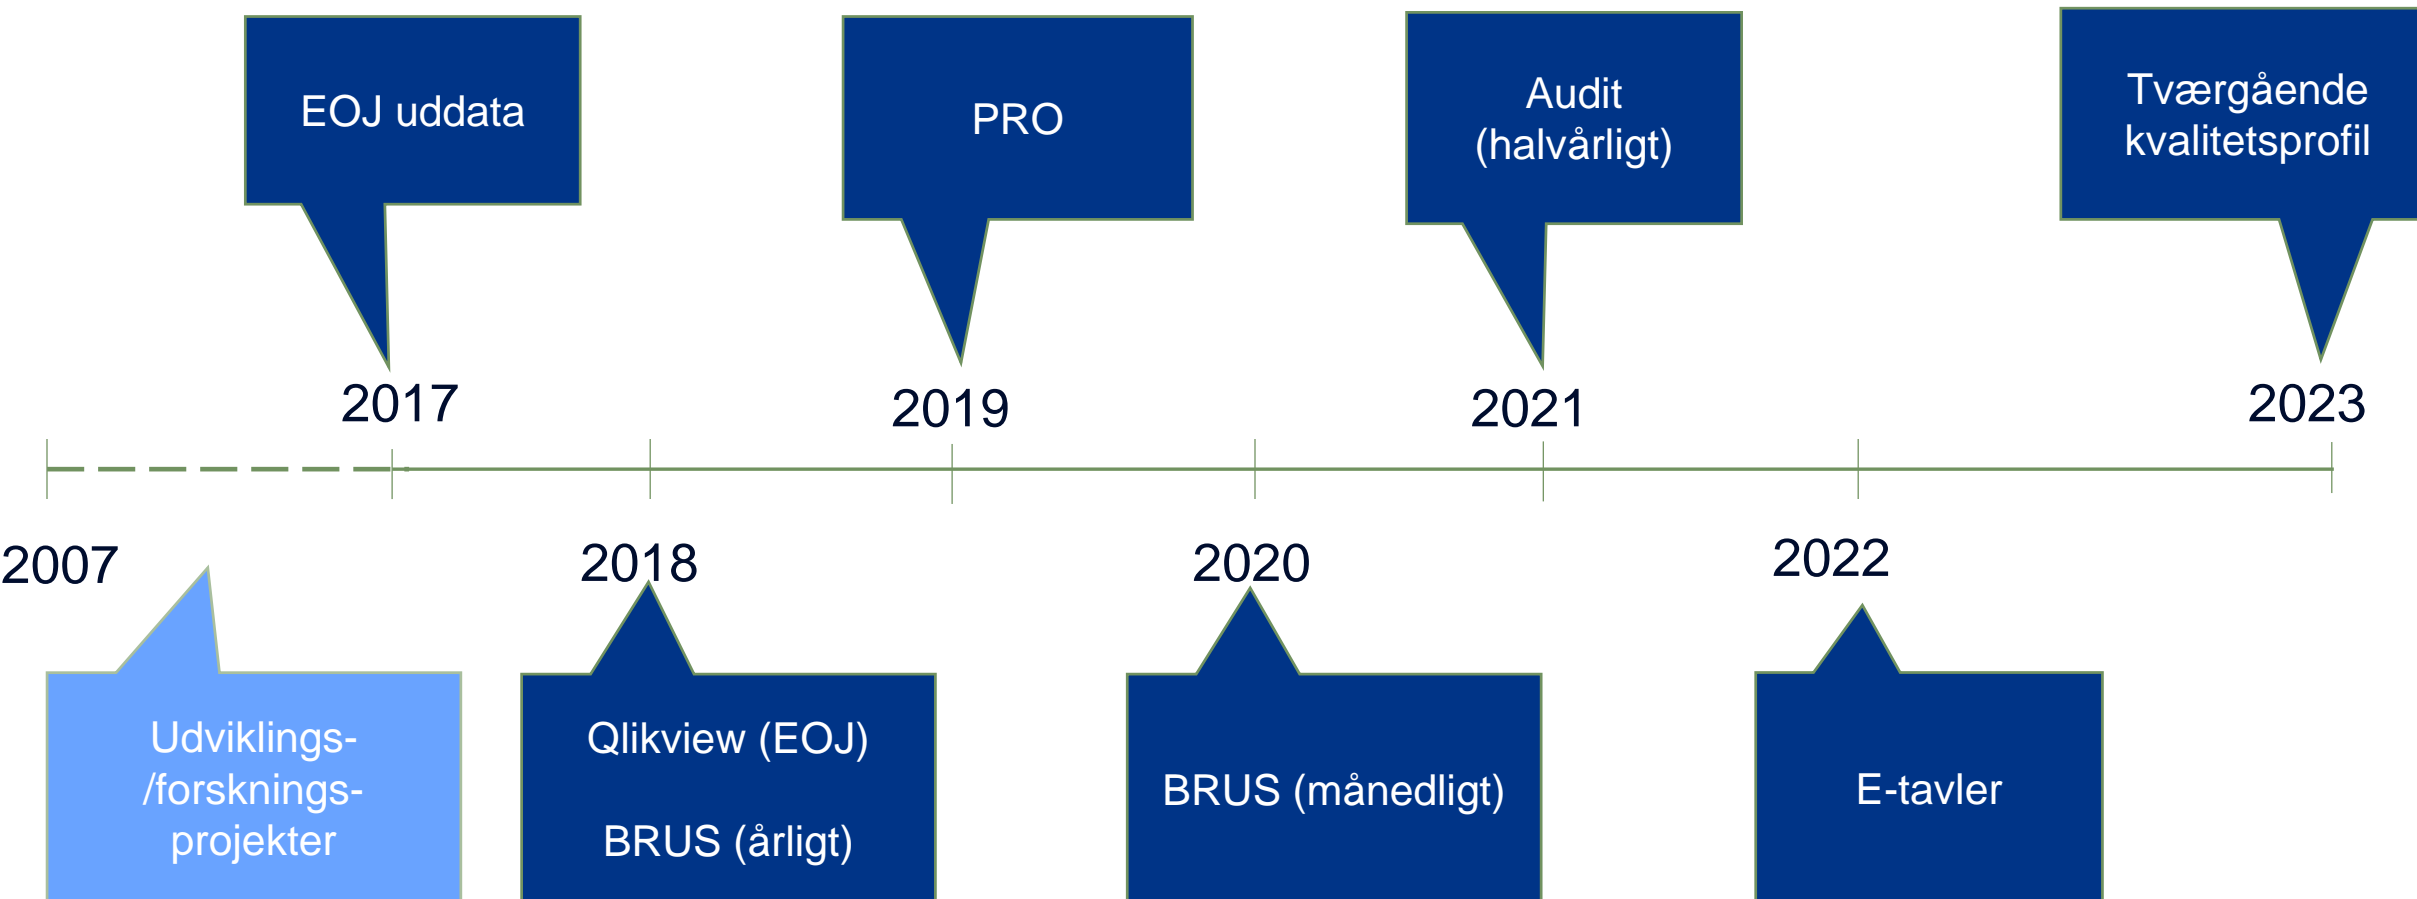 EOJ uddata
PRO
Audit
(halvårligt)
Tværgående
kvalitetsprofil
2017
2019
2021
2023
2007
2018
2020
2022
Udviklings-
/forsknings-
projekter
Qlikview (EOJ)
BRUS (årligt)
BRUS (månedligt)
E-tavler